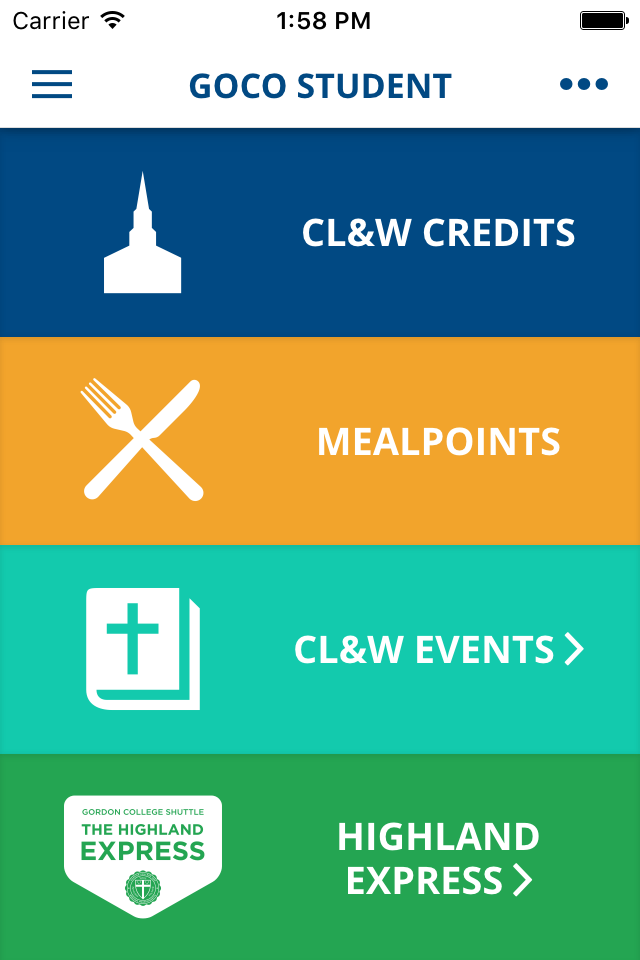 Carrier 1:58 PM
GOCO STUDENT
CL&W CREDITS
MEALPOINTS
CL&W EVENTS
GORDON COLLEGE SHUTTLE
THE HIGHLAND
EXPRESS
HIGHLAND
EXPRESS